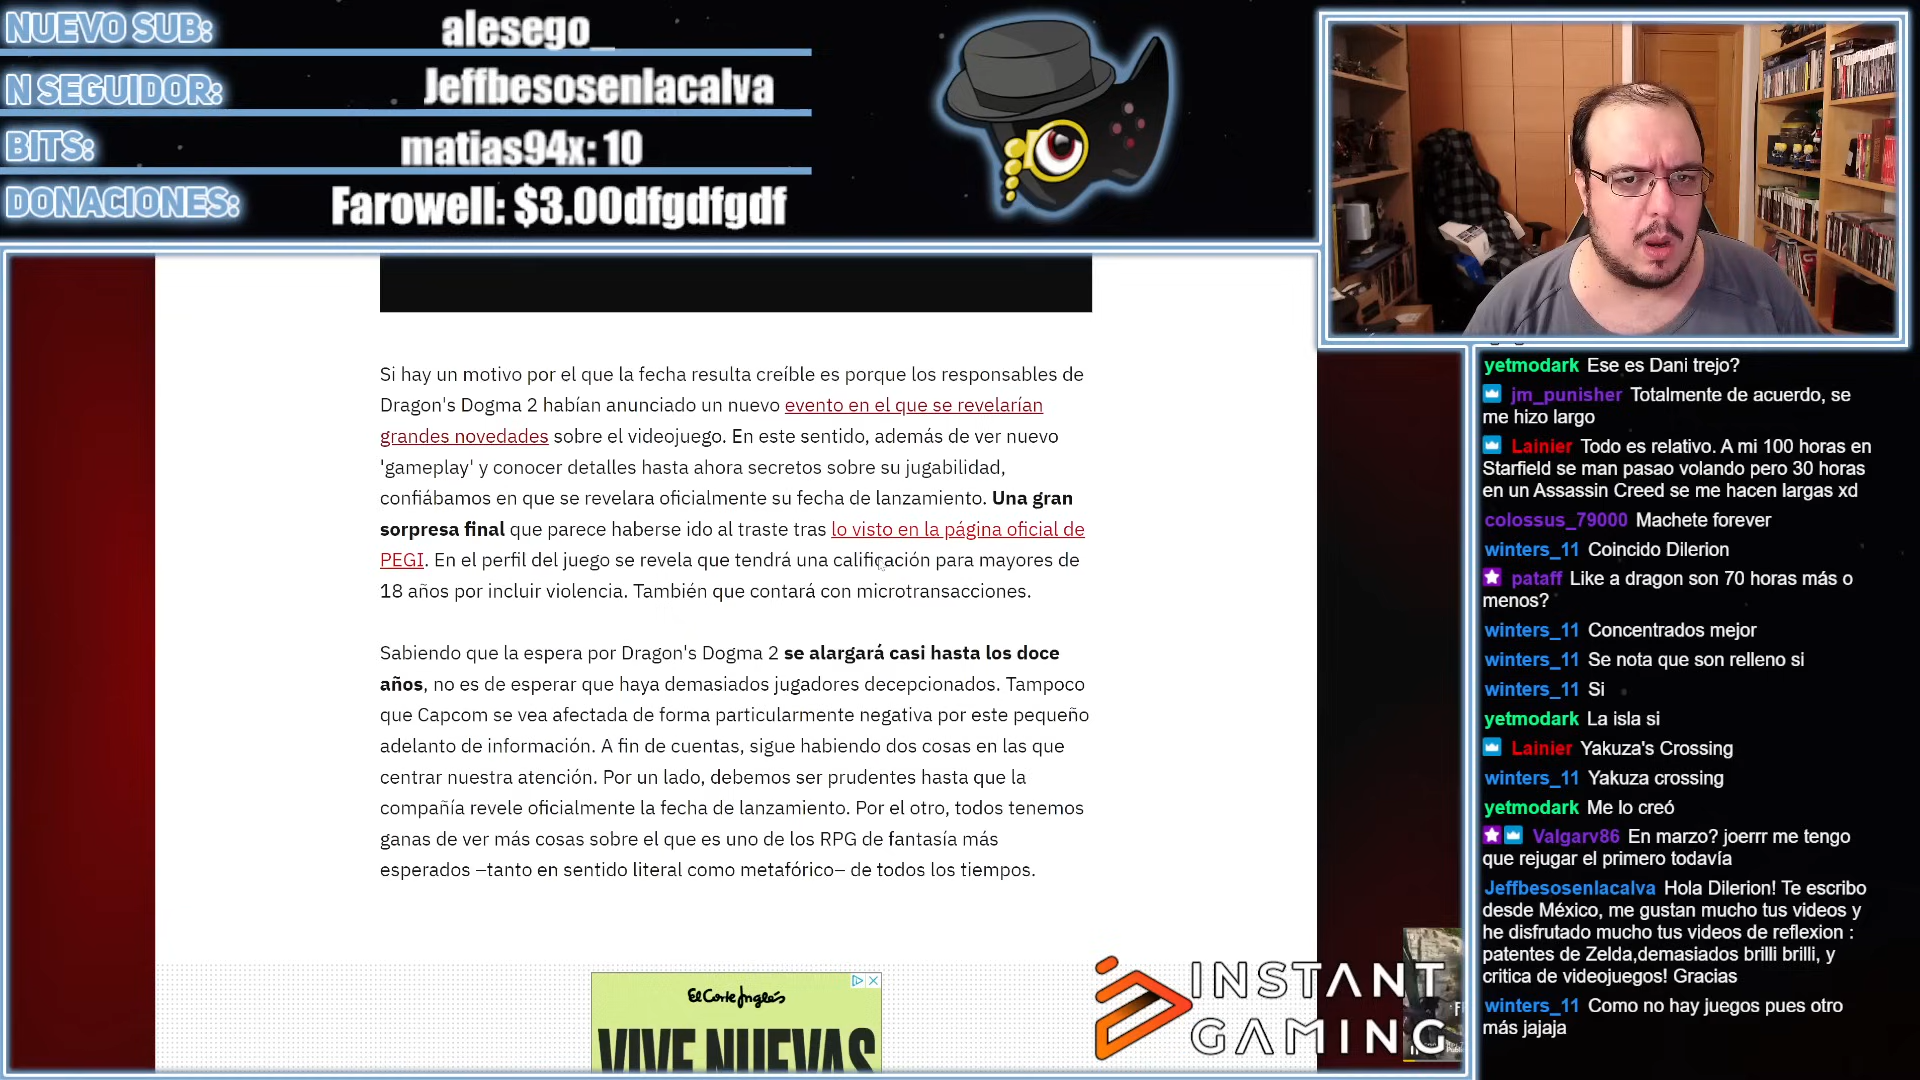 NUEVO SUB: alesego_
N SEGUIDOR: Jeffbesosenlacalva
BITS: matias94x: 10
DONACIONES: Farowell: $3.00dfgdfgdf
Si hay un motivo por el que la fecha resulta creíble es porque los responsables de
Dragon's Dogma 2 habían anunciado un nuevo evento en el que se revelarían
grandes novedades sobre el videojuego. En este sentido, además de ver nuevo
'gameplay' y conocer detalles hasta ahora secretos sobre su jugabilidad,
confiábamos en que se revelara oficialmente su fecha de lanzamiento. Una gran
sorpresa final que parece haberse ido al traste tras lo visto en la página oficial de
PEGI. En el perfil del juego se revela que tendrá una calificación para mayores de
18 años por incluir violencia. También que contará con microtransacciones.
Sabiendo que la espera por Dragon's Dogma 2 se alargará casi hasta los doce
años, no es de esperar que haya demasiados jugadores decepcionados. Tampoco
que Capcom se vea afectada de forma particularmente negativa por este pequeño
adelanto de información. A fin de cuentas, sigue habiendo dos cosas en las que
centrar nuestra atención. Por un lado, debemos ser prudentes hasta que la
compañía revele oficialmente la fecha de lanzamiento. Por el otro, todos tenemos
ganas de ver más cosas sobre el que es uno de los RPG de fantasía más
esperados –tanto en sentido literal como metafórico– de todos los tiempos.
El Corte Inglés
VIVE NUEVAS
INSTANT
GAMING
yetmodark Ese es Dani trejo?
jm_punisher Totalmente de acuerdo, se
me hizo largo
Lainier Todo es relativo. A mi 100 horas en
Starfield se man pasao volando pero 30 horas
en un Assassin Creed se me hacen largas xd
colossus_79000 Machete forever
winters_11 Coincido Dilerion
pataff Like a dragon son 70 horas más o
menos?
winters_11 Concentrados mejor
winters_11 Se nota que son relleno si
winters_11 Si
yetmodark La isla si
Lainier Yakuza's Crossing
winters_11 Yakuza crossing
yetmodark Me lo creó
Valgarv86 En marzo? joerrr me tengo
que rejugar el primero todavía
Jeffbesosenlacalva Hola Dilerion! Te escribo
desde México, me gustan mucho tus videos y
he disfrutado mucho tus videos de reflexion :
patentes de Zelda,demasiados brilli brilli, y
critica de videojuegos! Gracias
winters_11 Como no hay juegos pues otro
más jajaja